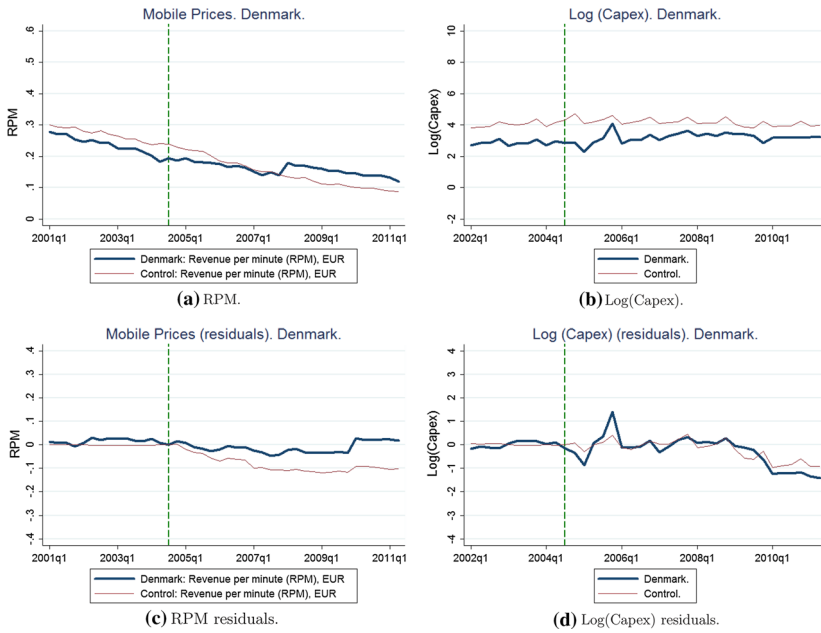 Mobile Prices. Denmark.
RPM
.6
.5
.4
.3
.2
.1
0
2001q1 2003q1 2005q1 2007q1 2009q1 2011q1
Denmark: Revenue per minute (RPM), EUR
Control: Revenue per minute (RPM), EUR
(a) RPM.
Log (Capex). Denmark.
Log(Capex)
10
8
6
4
2
0
-2
2002q1 2004q1 2006q1 2008q1 2010q1
Denmark.
Control.
(b) Log(Capex).
Mobile Prices (residuals). Denmark.
RPM
.4
.3
.2
.1
0
-.1
-.2
-.3
-.4
2001q1 2003q1 2005q1 2007q1 2009q1 2011q1
Denmark: Revenue per minute (RPM), EUR
Control: Revenue per minute (RPM), EUR
(c) RPM residuals.
Log (Capex) (residuals). Denmark.
Log(Capex)
4
3
2
1
0
-1
-2
-3
-4
2002q1 2004q1 2006q1 2008q1 2010q1
Denmark.
Control.
(d) Log(Capex) residuals.